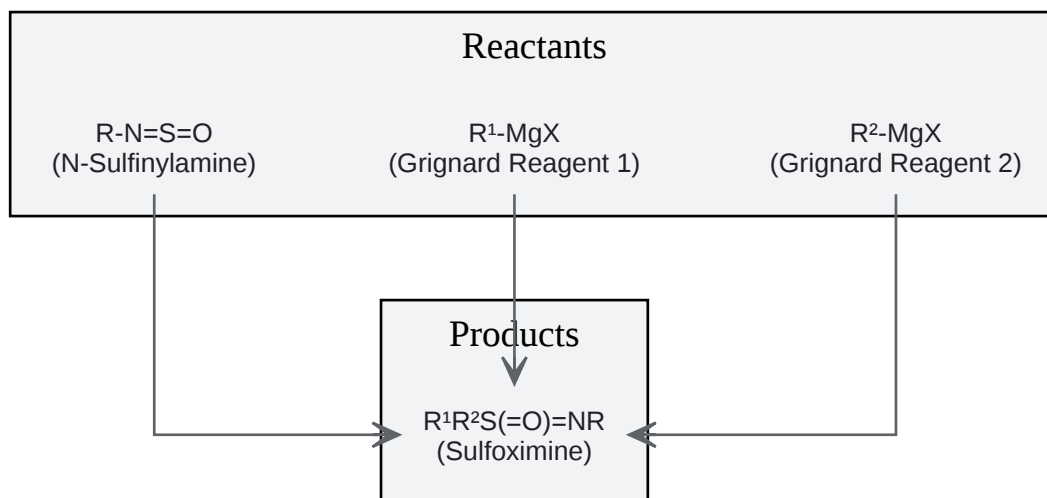 Reactants
R-N=S=O
(N-Sulfinylamine)
R¹-MgX
(Grignard Reagent 1)
R²-MgX
(Grignard Reagent 2)
Products
R¹R²S(=O)=NR
(Sulfoximine)